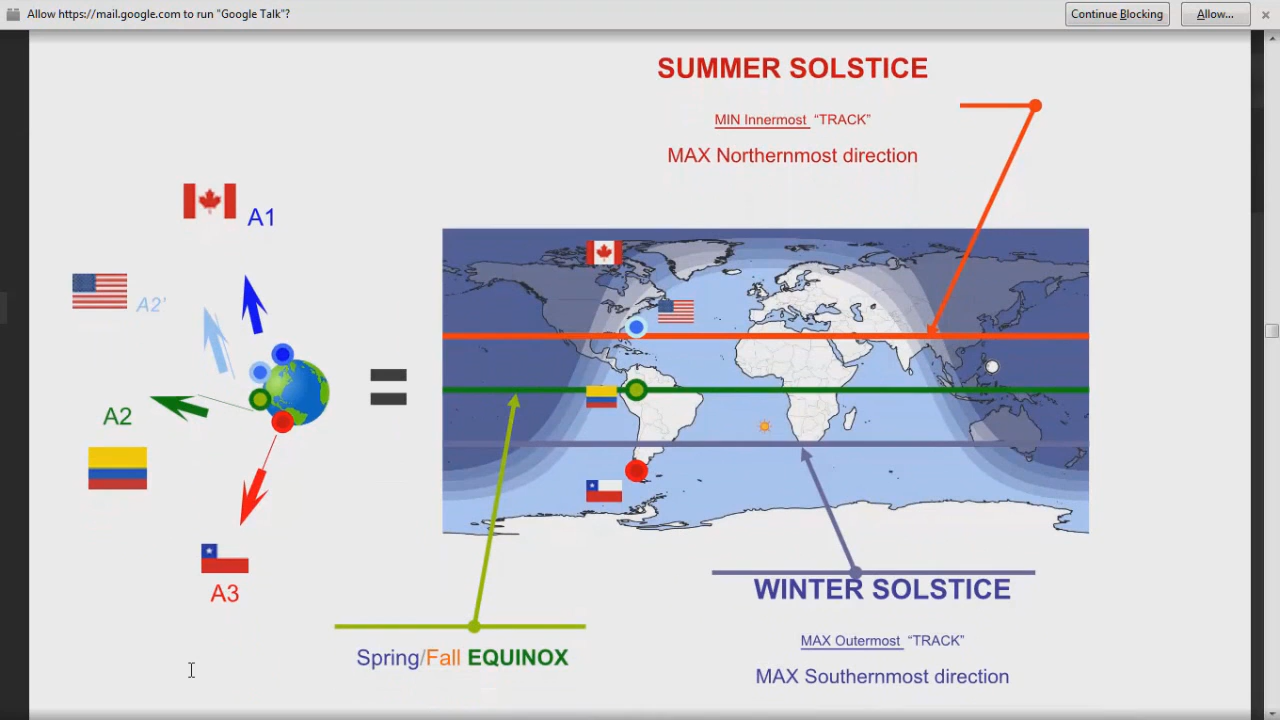 Allow https://mail.google.com to run "Google Talk"?
Continue Blocking
Allow...
SUMMER SOLSTICE
MIN Innermost “TRACK”
MAX Northernmost direction
A1
A2'
A2
A3
WINTER SOLSTICE
MAX Outermost “TRACK”
MAX Southernmost direction
Spring/Fall EQUINOX